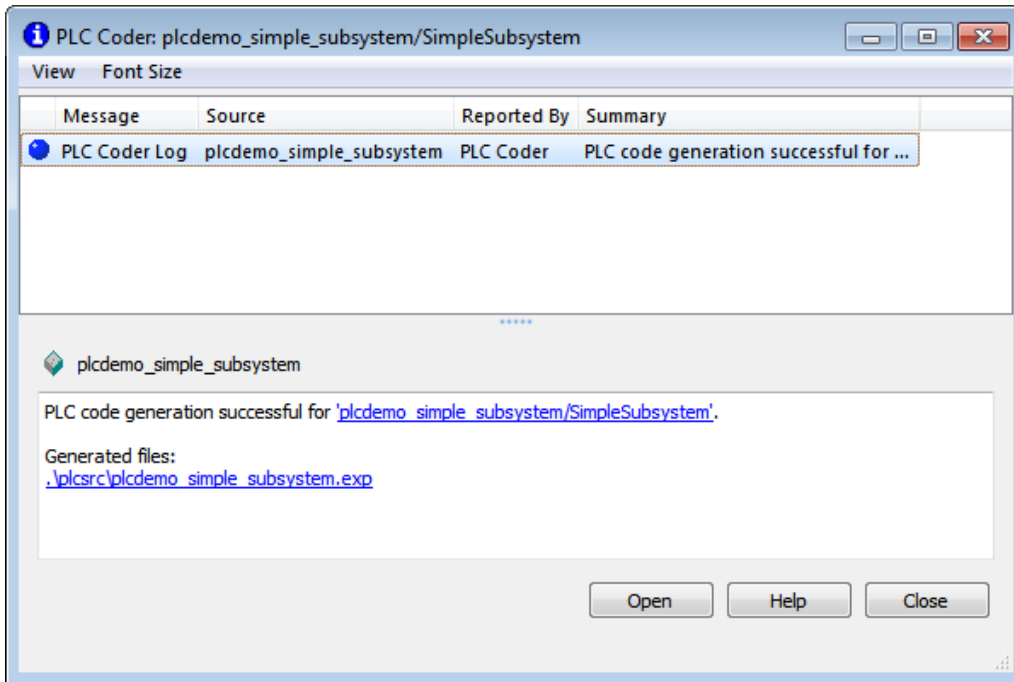 PLC Coder: plcdemo_simple_subsystem/SimpleSubsystem
View Font Size
Message Source Reported By Summary
PLC Coder Log plcdemo_simple_subsystem PLC Coder PLC code generation successful for ...
plcdemo_simple_subsystem
PLC code generation successful for 'plcdemo_simple_subsystem/SimpleSubsystem'.
Generated files:
.\plcsrc\plcdemo_simple_subsystem.exp
Open Help Close